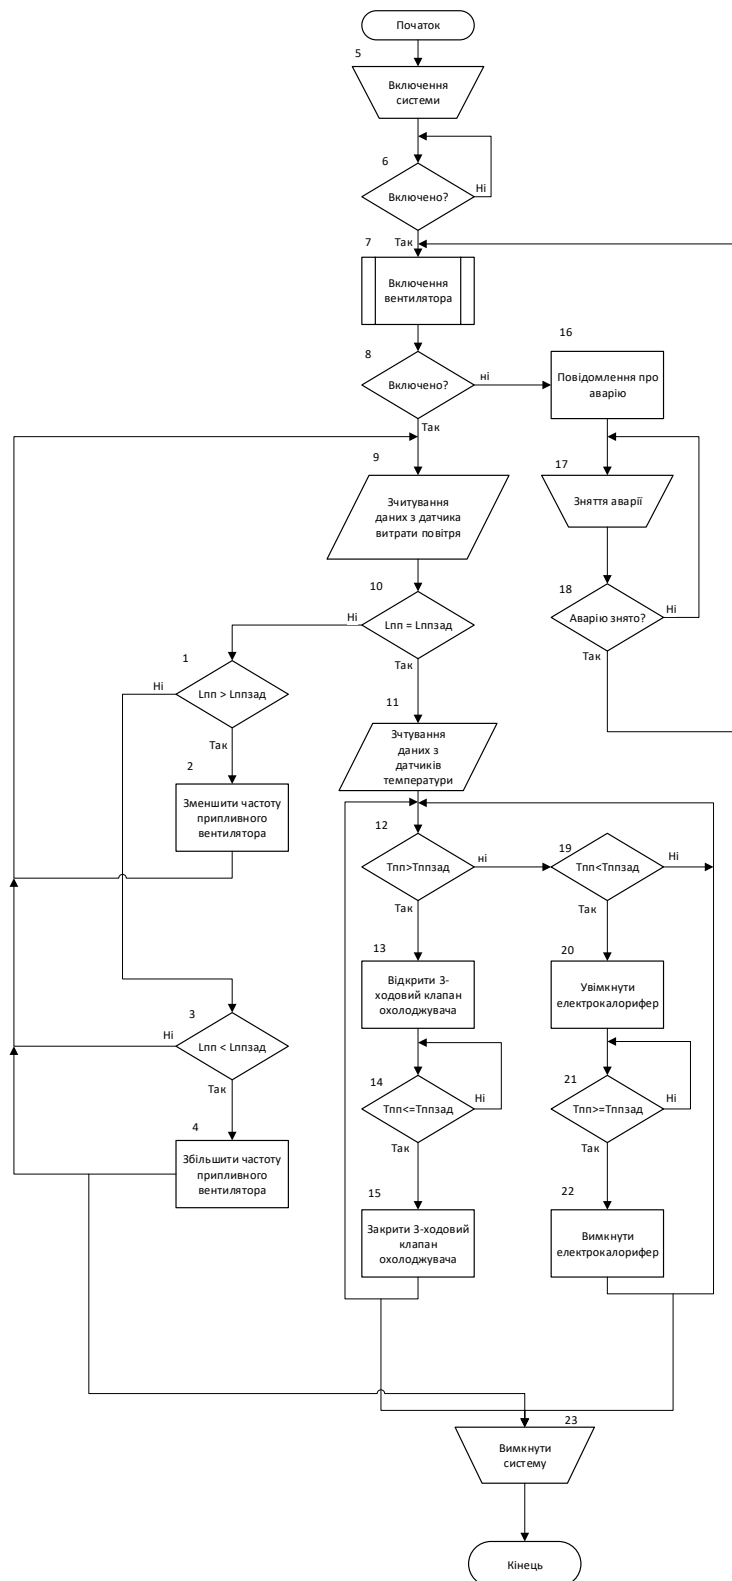 Початок
5
Включення
системи
6
Включено?
Ні
Так
7
Включення
вентилятора
8
Включено?
ні
Так
16
Повідомлення про
аварію
9
Зчитування
даних з датчика
витрати повітря
17
Зняття аварії
10
Lпп = Lппзад
Ні
Так
18
Аварію знято?
Ні
Так
1
Lпп > Lппзад
Ні
Так
11
Зчтування
даних з
датчиків
температури
2
Зменшити частоту
припливного
вентилятора
12
Тпп>Тппзад
ні
Так
19
Тпп<Тппзад
Ні
Так
13
Відкрити 3-
ходовий клапан
охолоджувача
20
Увімкнути
електрокалорифер
3
Lпп < Lппзад
Ні
Так
14
Тпп<=Тппзад
Ні
Так
21
Тпп>=Тппзад
Ні
Так
4
Збільшити частоту
припливного
вентилятора
15
Закрити 3-ходовий
клапан
охолоджувача
22
Вимкнути
електрокалорифер
23
Вимкнути
систему
Кінець